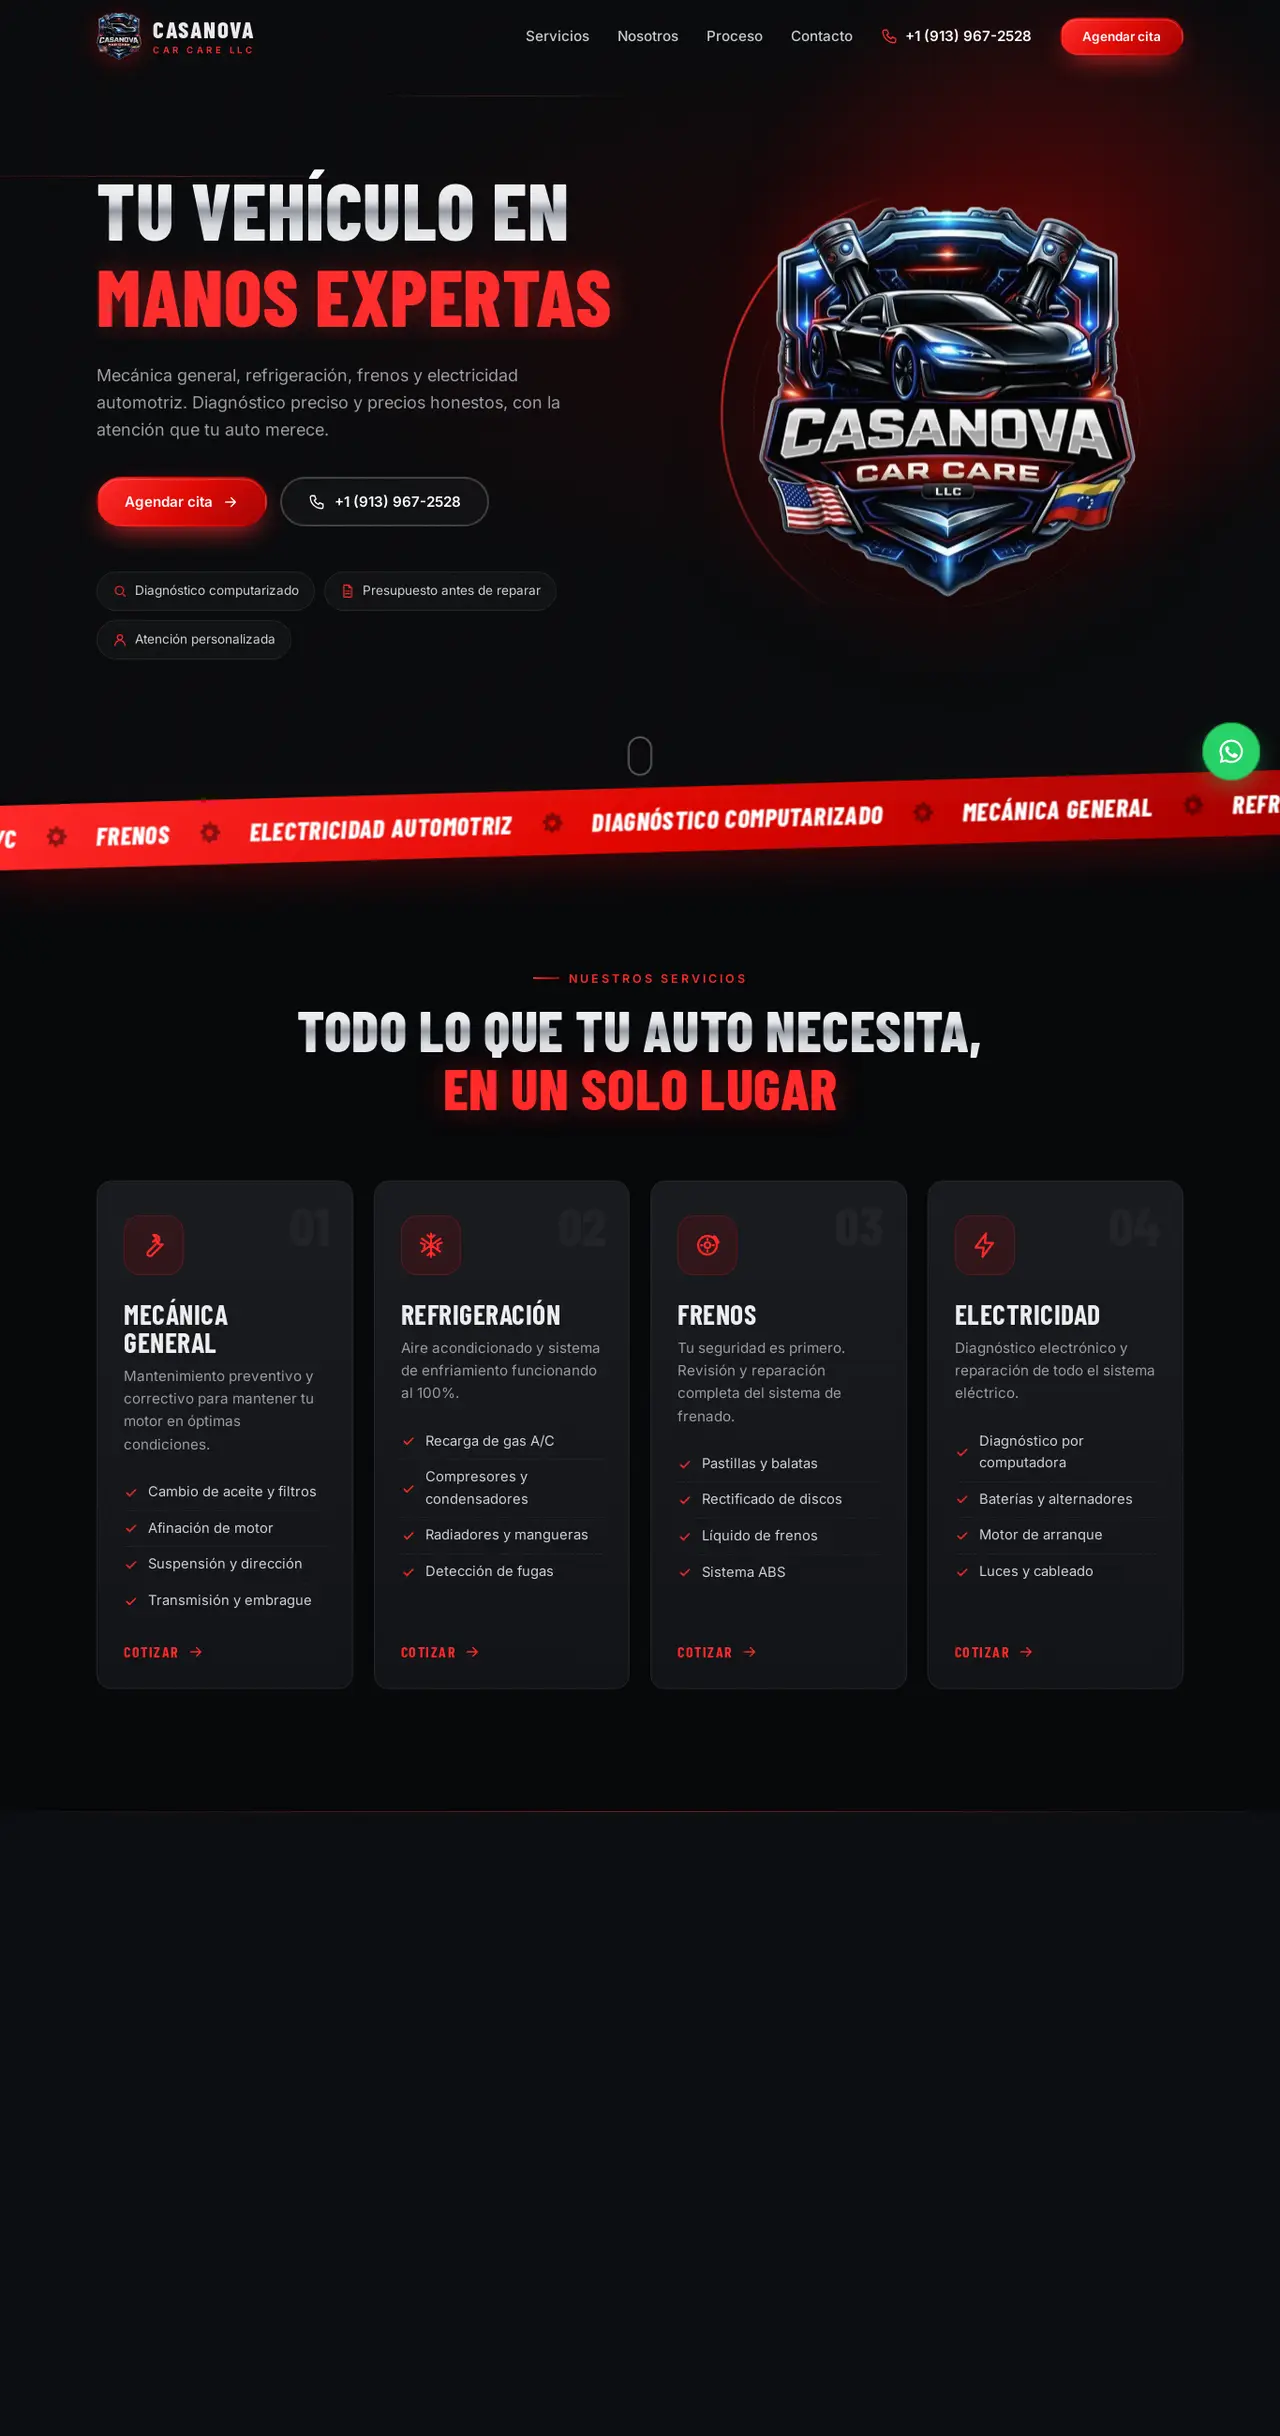 CASANOVA
CAR CARE LLC
Servicios
Nosotros
Proceso
Contacto
+1 (913) 967-2528
Agendar cita
TU VEHÍCULO EN
MANOS EXPERTAS
Mecánica general, refrigeración, frenos y electricidad
automotriz. Diagnóstico preciso y precios honestos, con la
atención que tu auto merece.
Agendar cita
+1 (913) 967-2528
Diagnóstico computarizado
Presupuesto antes de reparar
Atención personalizada
CASANOVA
CAR CARE
LLC
/C
FRENOS
ELECTRICIDAD AUTOMOTRIZ
DIAGNÓSTICO COMPUTARIZADO
MECÁNICA GENERAL
REFR
NUESTROS SERVICIOS
TODO LO QUE TU AUTO NECESITA,
EN UN SOLO LUGAR
01
MECÁNICA
GENERAL
Mantenimiento preventivo y
correctivo para mantener tu
motor en óptimas
condiciones.
Cambio de aceite y filtros
Afinación de motor
Suspensión y dirección
Transmisión y embrague
COTIZAR
02
REFRIGERACIÓN
Aire acondicionado y sistema
de enfriamiento funcionando
al 100%.
Recarga de gas A/C
Compresores y
condensadores
Radiadores y mangueras
Detección de fugas
COTIZAR
03
FRENOS
Tu seguridad es primero.
Revisión y reparación
completa del sistema de
frenado.
Pastillas y balatas
Rectificado de discos
Líquido de frenos
Sistema ABS
COTIZAR
04
ELECTRICIDAD
Diagnóstico electrónico y
reparación de todo el sistema
eléctrico.
Diagnóstico por
computadora
Baterías y alternadores
Motor de arranque
Luces y cableado
COTIZAR